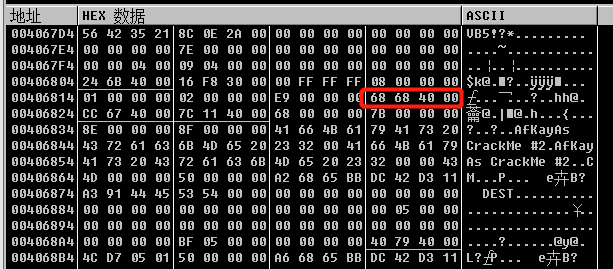 地址 HEX 数据 ASCII
004067D4 56 42 35 21 8C 0E 2A 00 00 00 00 00 00 00 00 00 VB5!?*..........
004067E4 00 00 00 00 7E 00 00 00 00 00 00 00 00 00 00 00 ....~...........
004067F4 00 00 04 00 09 04 00 00 00 00 00 00 00 00 00 00
00406804 24 6B 40 00 16 F8 30 00 00 FF FF FF 08 00 00 00
00406814 01 00 00 00 02 00 00 00 E9 00 00 00 68 68 40 00
00406824 CC 67 40 00 7C 11 40 00 68 00 00 00 7B 00 00 00
00406834 8E 00 00 00 8F 00 00 00 41 66 4B 61 79 41 73 20 ?..?..AfKayAs
00406844 43 72 61 63 6B 4D 65 20 23 32 00 41 66 4B 61 79 CrackMe #2.AfKay
00406854 41 73 20 43 72 61 63 6B 4D 65 20 23 32 00 00 43 As CrackMe #2..C
00406864 4D 00 00 00 50 00 00 00 A2 68 65 BB DC 42 D3 11
00406874 A3 91 44 45 53 54 00 00 00 00 00 00 00 00 00 00
00406884 00 00 00 00 00 00 00 00 00 00 05 00 00 00 00 00
00406894 00 00 00 00 00 00 00 00 00 00 00 00 00 00 00 00 ................
004068A4 00 00 00 00 BF 05 00 00 00 00 00 00 40 79 40 00
004068B4 4C D7 05 01 50 00 00 00 A6 68 65 BB DC 42 D3 11